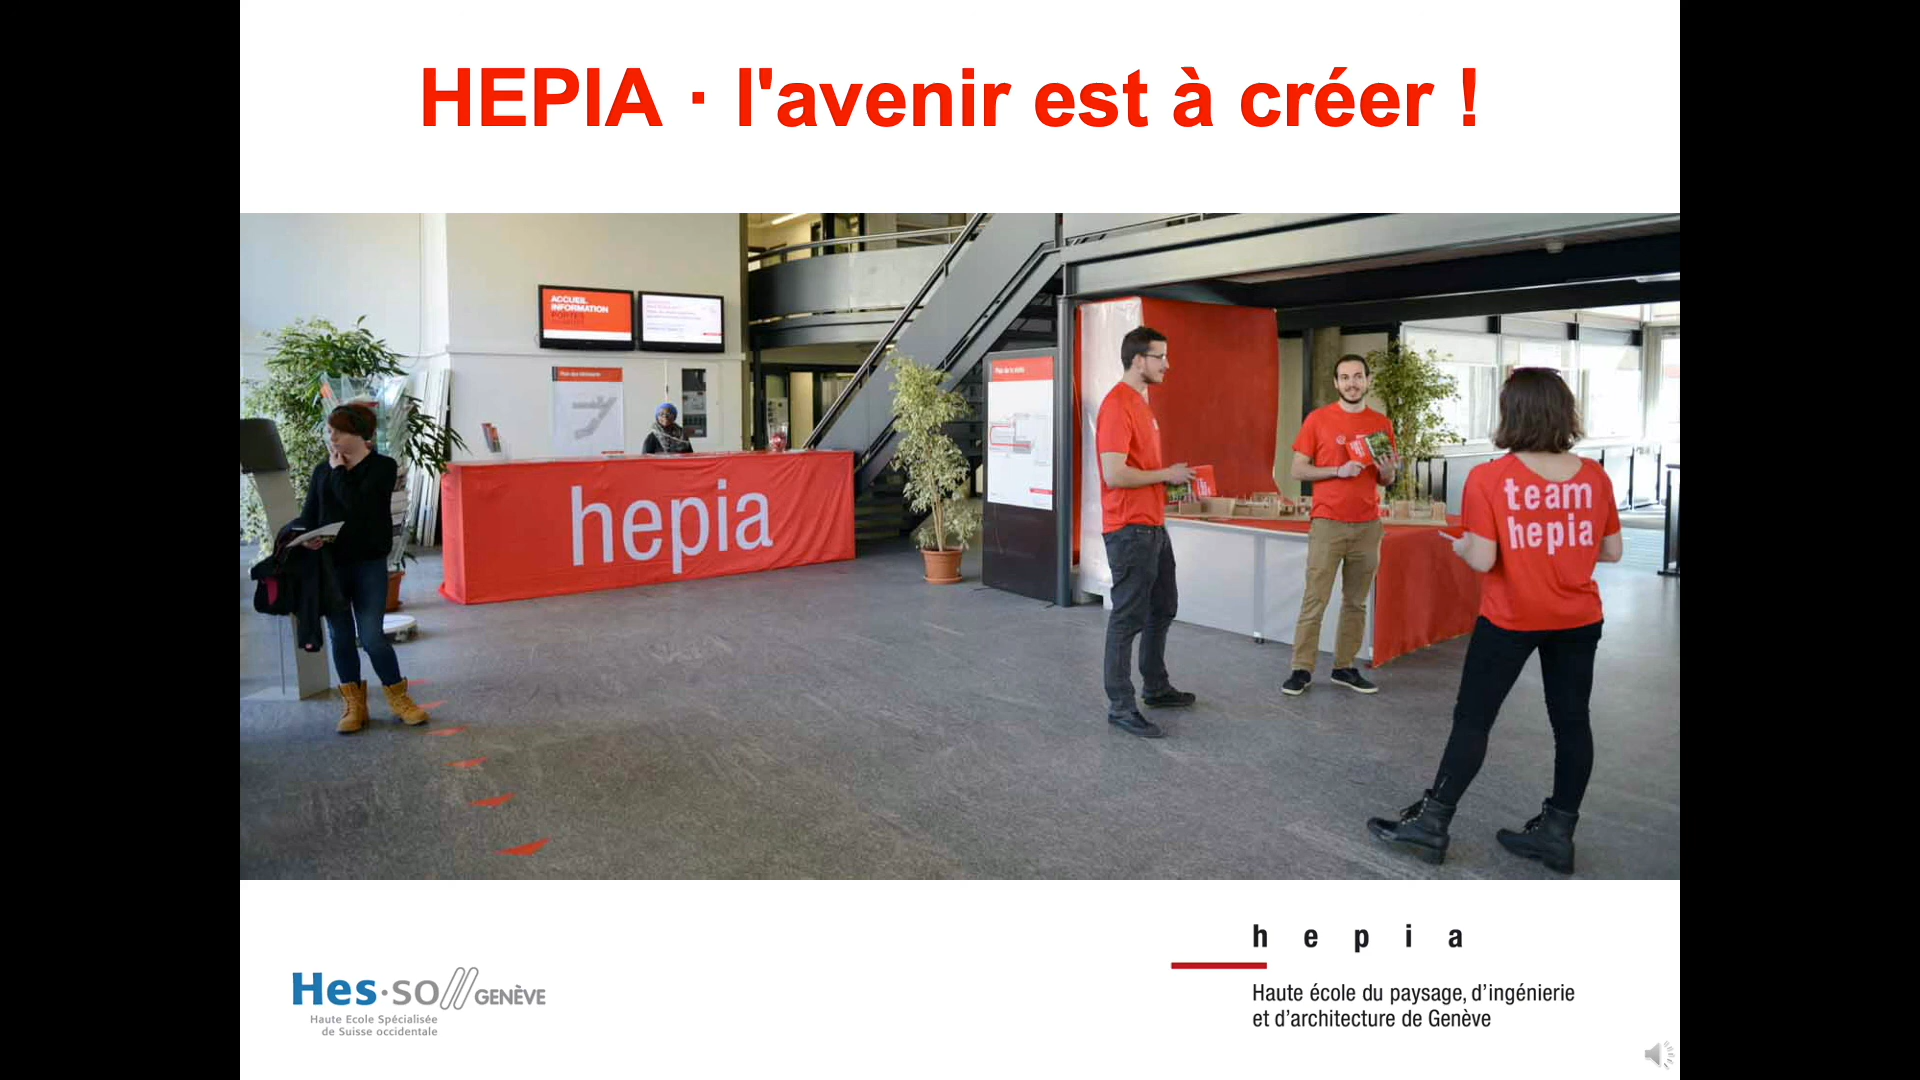 HEPIA · l'avenir est à créer !
ACCUEIL
INFORMATION
PORTES
hepia
team
hepia
Hes·so // GENÈVE
Haute Ecole Spécialisée
de Suisse occidentale
h e p i a
Haute école du paysage, d'ingénierie
et d'architecture de Genève